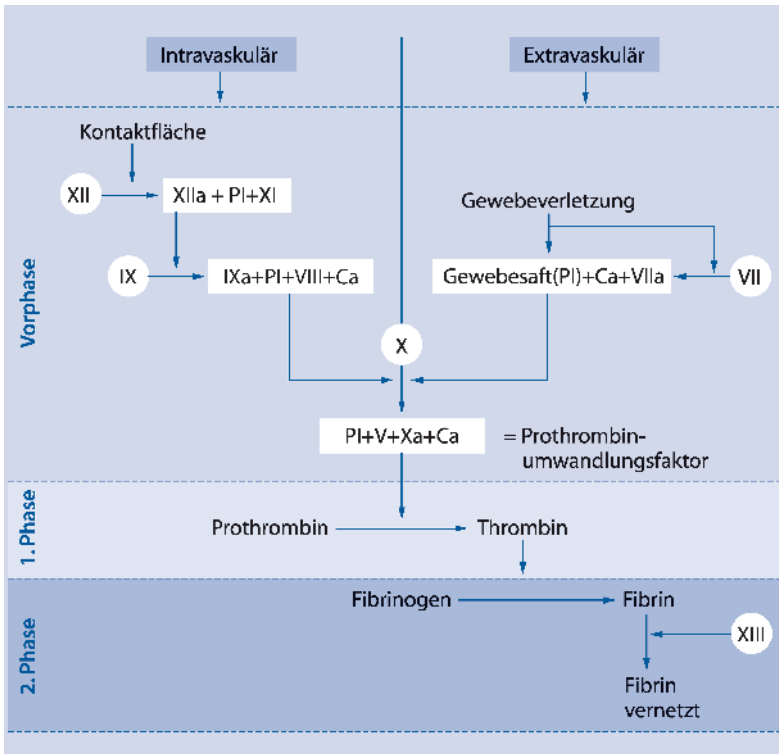 Intravaskulär
Extravaskulär
Vorphase
Kontaktfläche
XII
XIIa + PI+XI
Gewebeverletzung
IX
IXa+PI+VIII+Ca
Gewebesaft(PI)+Ca+VIIa
VII
X
PI+V+Xa+Ca
= Prothrombin-
umwandlungsfaktor
1. Phase
Prothrombin
Thrombin
2. Phase
Fibrinogen
Fibrin
XIII
Fibrin
vernetzt